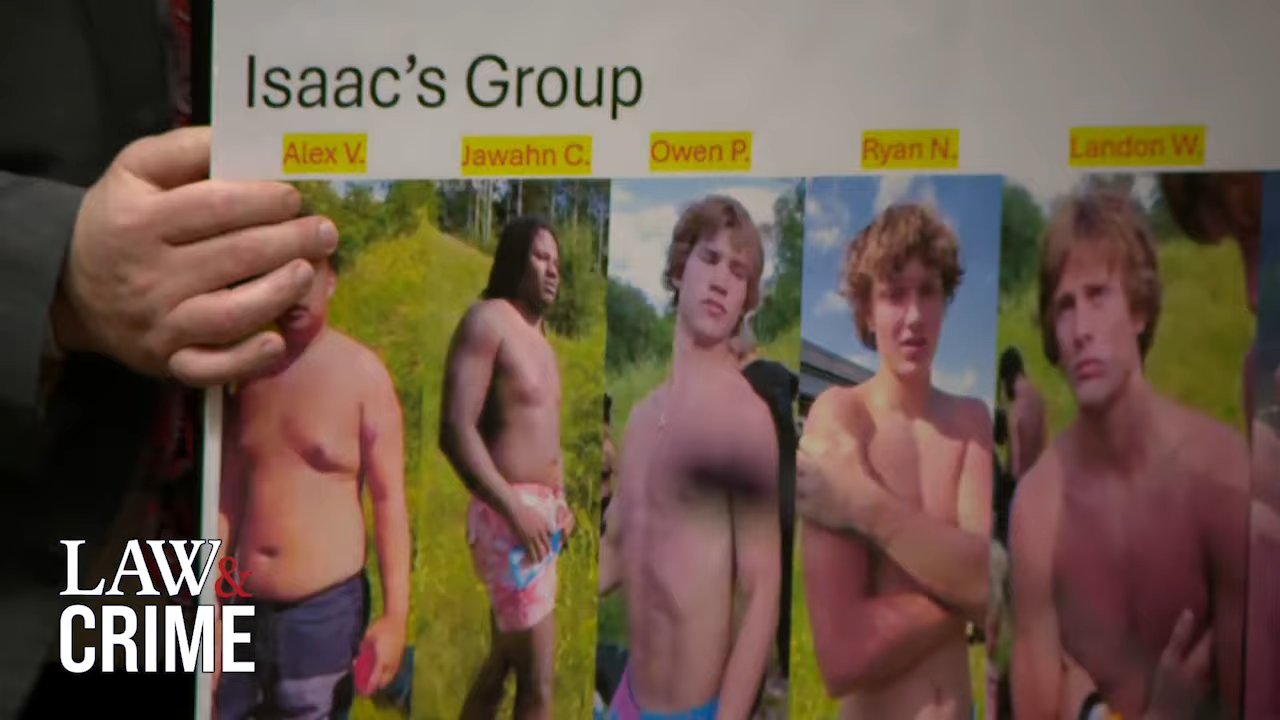 Isaac's Group
Alex V.
Jawahn C.
Owen P.
Ryan N.
Landon W.
LAW&
CRIME